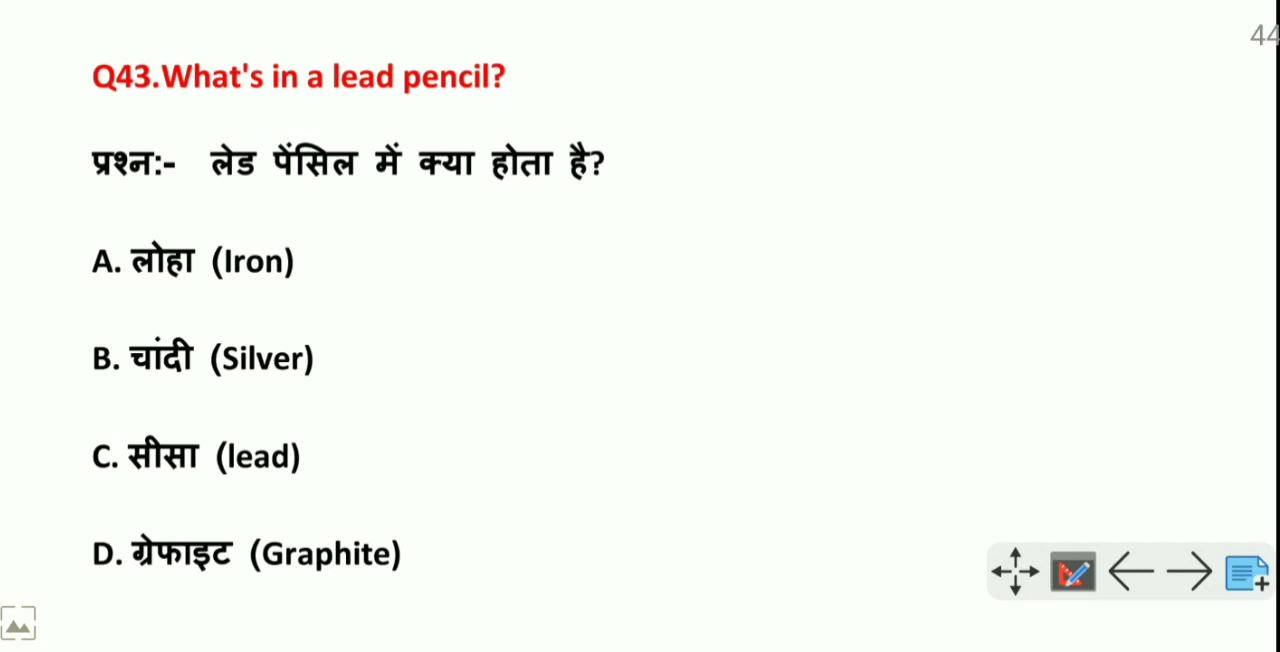 44
Q43.What's in a lead pencil?
प्रश्न:- लेड पेंसिल में क्या होता है?
A. लोहा (Iron)
B. चांदी (Silver)
C. सीसा (lead)
D. ग्रेफाइट (Graphite)